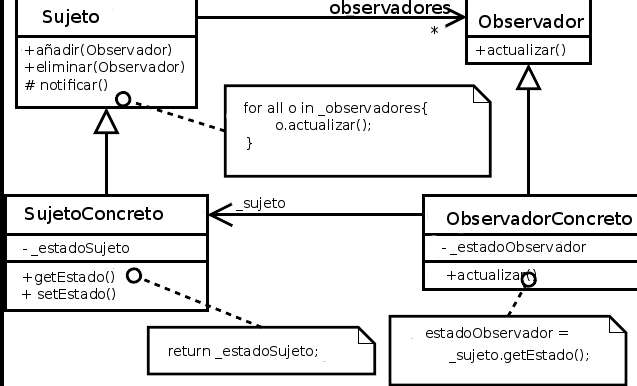 Sujeto
+añadir(Observador)
+eliminar(Observador)
# notificar()
_observadores
*
Observador
+actualizar()
for all o in _observadores{
o.actualizar();
}
SujetoConcreto
-_estadoSujeto
+getEstado()
+ setEstado()
_sujeto
ObservadorConcreto
-_estadoObservador
+actualizar()
return _estadoSujeto;
estadoObservador =
_sujeto.getEstado();